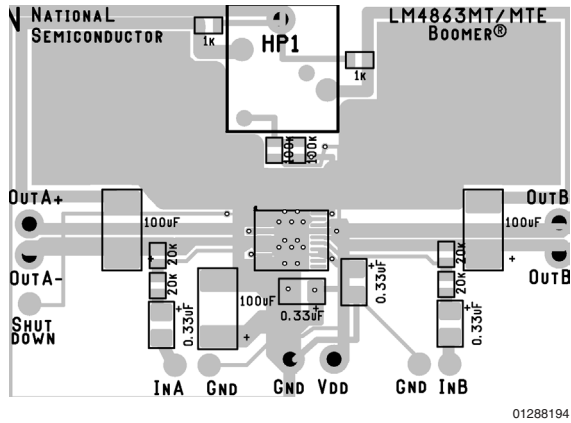 National
Semiconductor
LM4863MT/MTE
Boomer®
1K
HP1
1K
100K
100K
OutA+
OutB
100uF
100uF
+
20K
20K
+
OutA-
OutB
20K
20K
Shut
Down
+
0.33uF
100uF
+
+
0.33uF
+
0.33uF
+
0.33uF
InA
Gnd
Gnd
Vdd
Gnd
InB
01288194